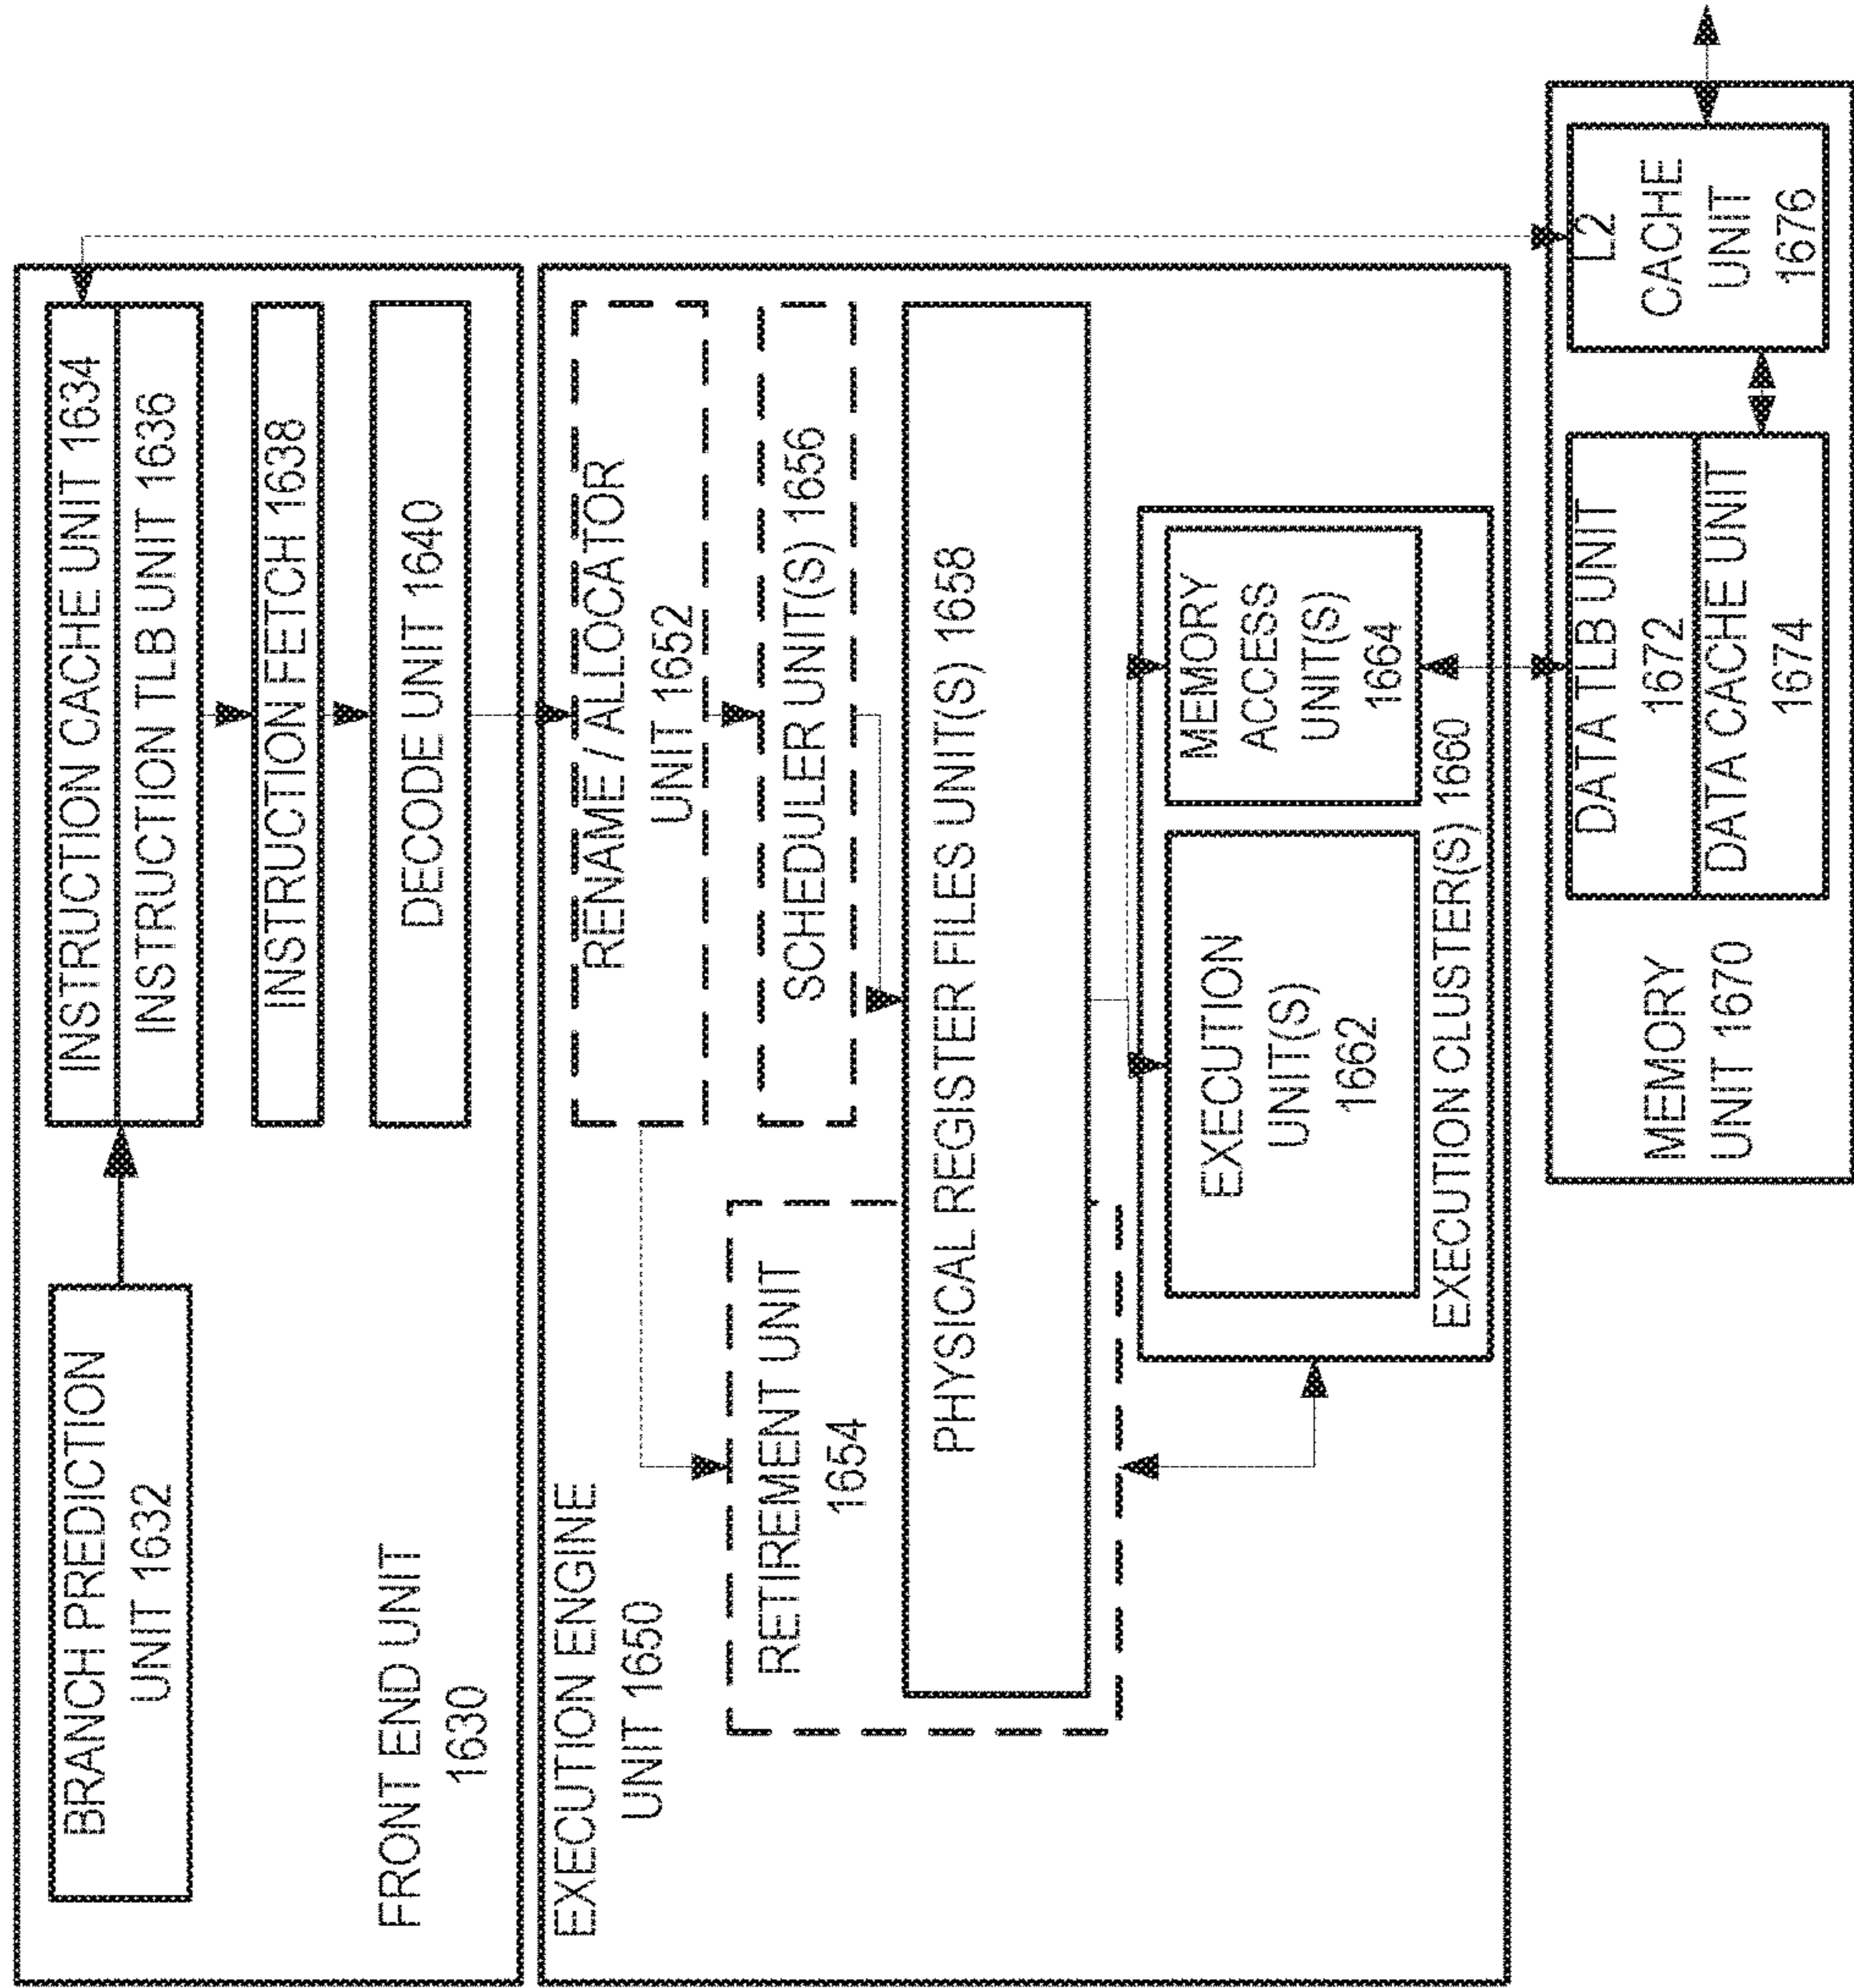 BRANCH PREDICTION
UNIT 1632
INSTRUCTION CACHE UNIT 1634
INSTRUCTION TLB UNIT 1636
INSTRUCTION FETCH 1638
DECODE UNIT 1640
FRONT END UNIT
1630
EXECUTION ENGINE
UNIT 1650
RENAME / ALLOCATOR
UNIT 1652
RETIREMENT UNIT
1654
SCHEDULER UNIT(S) 1656
PHYSICAL REGISTER FILES UNIT(S) 1658
EXECUTION
UNIT(S)
1662
MEMORY
ACCESS
UNIT(S)
1664
EXECUTION CLUSTER(S) 1660
MEMORY
UNIT 1670
DATA TLB UNIT
1672
DATA CACHE UNIT
1674
L2
CACHE
UNIT
1676